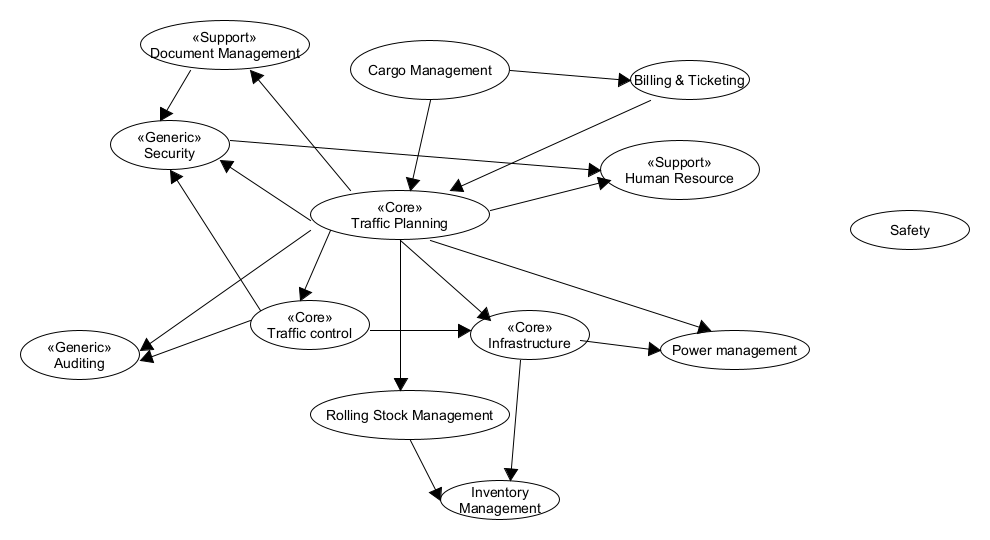 «Support»
Document Management
Cargo Management
Billing & Ticketing
«Generic»
Security
«Support»
Human Resource
«Core»
Traffic Planning
Safety
«Core»
Traffic control
«Core»
Infrastructure
«Generic»
Auditing
Power management
Rolling Stock Management
Inventory
Management